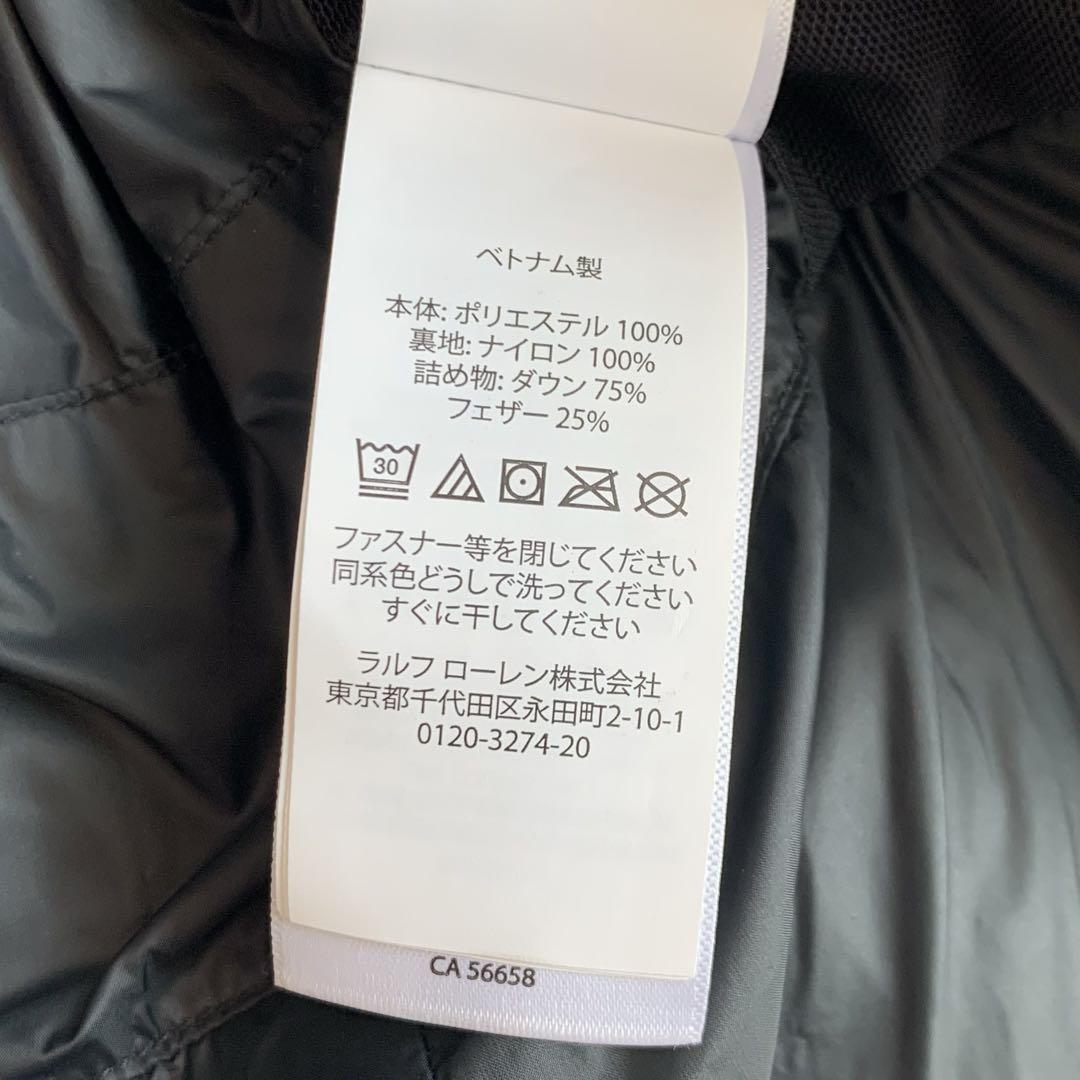 ベトナム製
本体: ポリエステル 100%
裏地: ナイロン 100%
詰め物: ダウン 75%
フェザー 25%
30
ファスナー等を閉じてください
同系色どうしで洗ってください
すぐに干してください
ラルフ ローレン株式会社
東京都千代田区永田町2-10-1
0120-3274-20
CA 56658